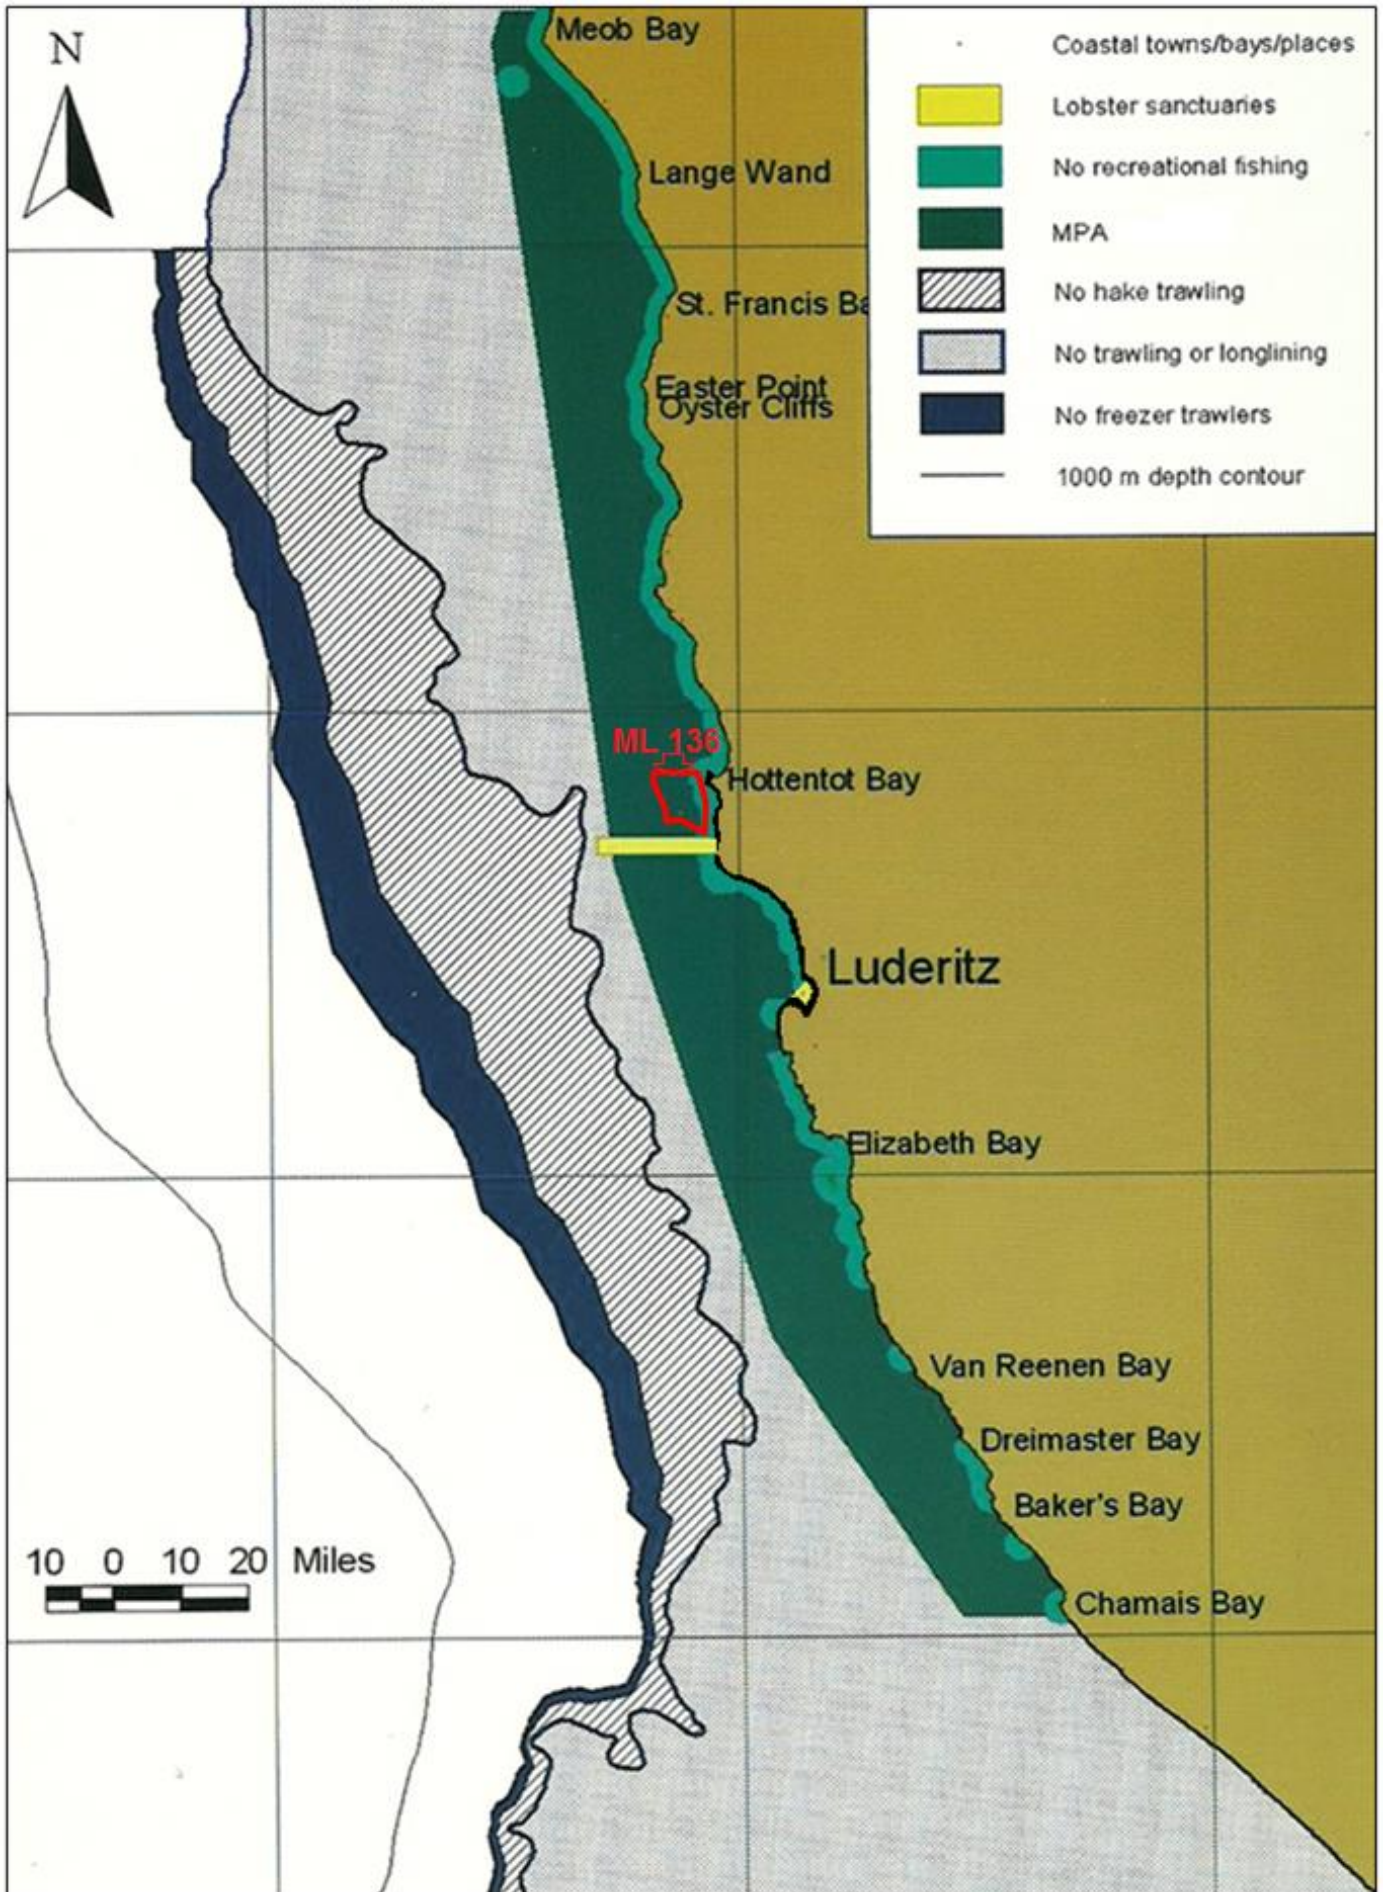 N
Meob Bay
Lange Wand
St. Francis Ba
Easter Point
Oyster Cliffs
ML 136
Hottentot Bay
Luderitz
Elizabeth Bay
Van Reenen Bay
Dreimaster Bay
Baker's Bay
Chamais Bay
10 0 10 20 Miles
Coastal towns/bays/places
Lobster sanctuaries
No recreational fishing
MPA
No hake trawling
No trawling or longlining
No freezer trawlers
1000 m depth contour